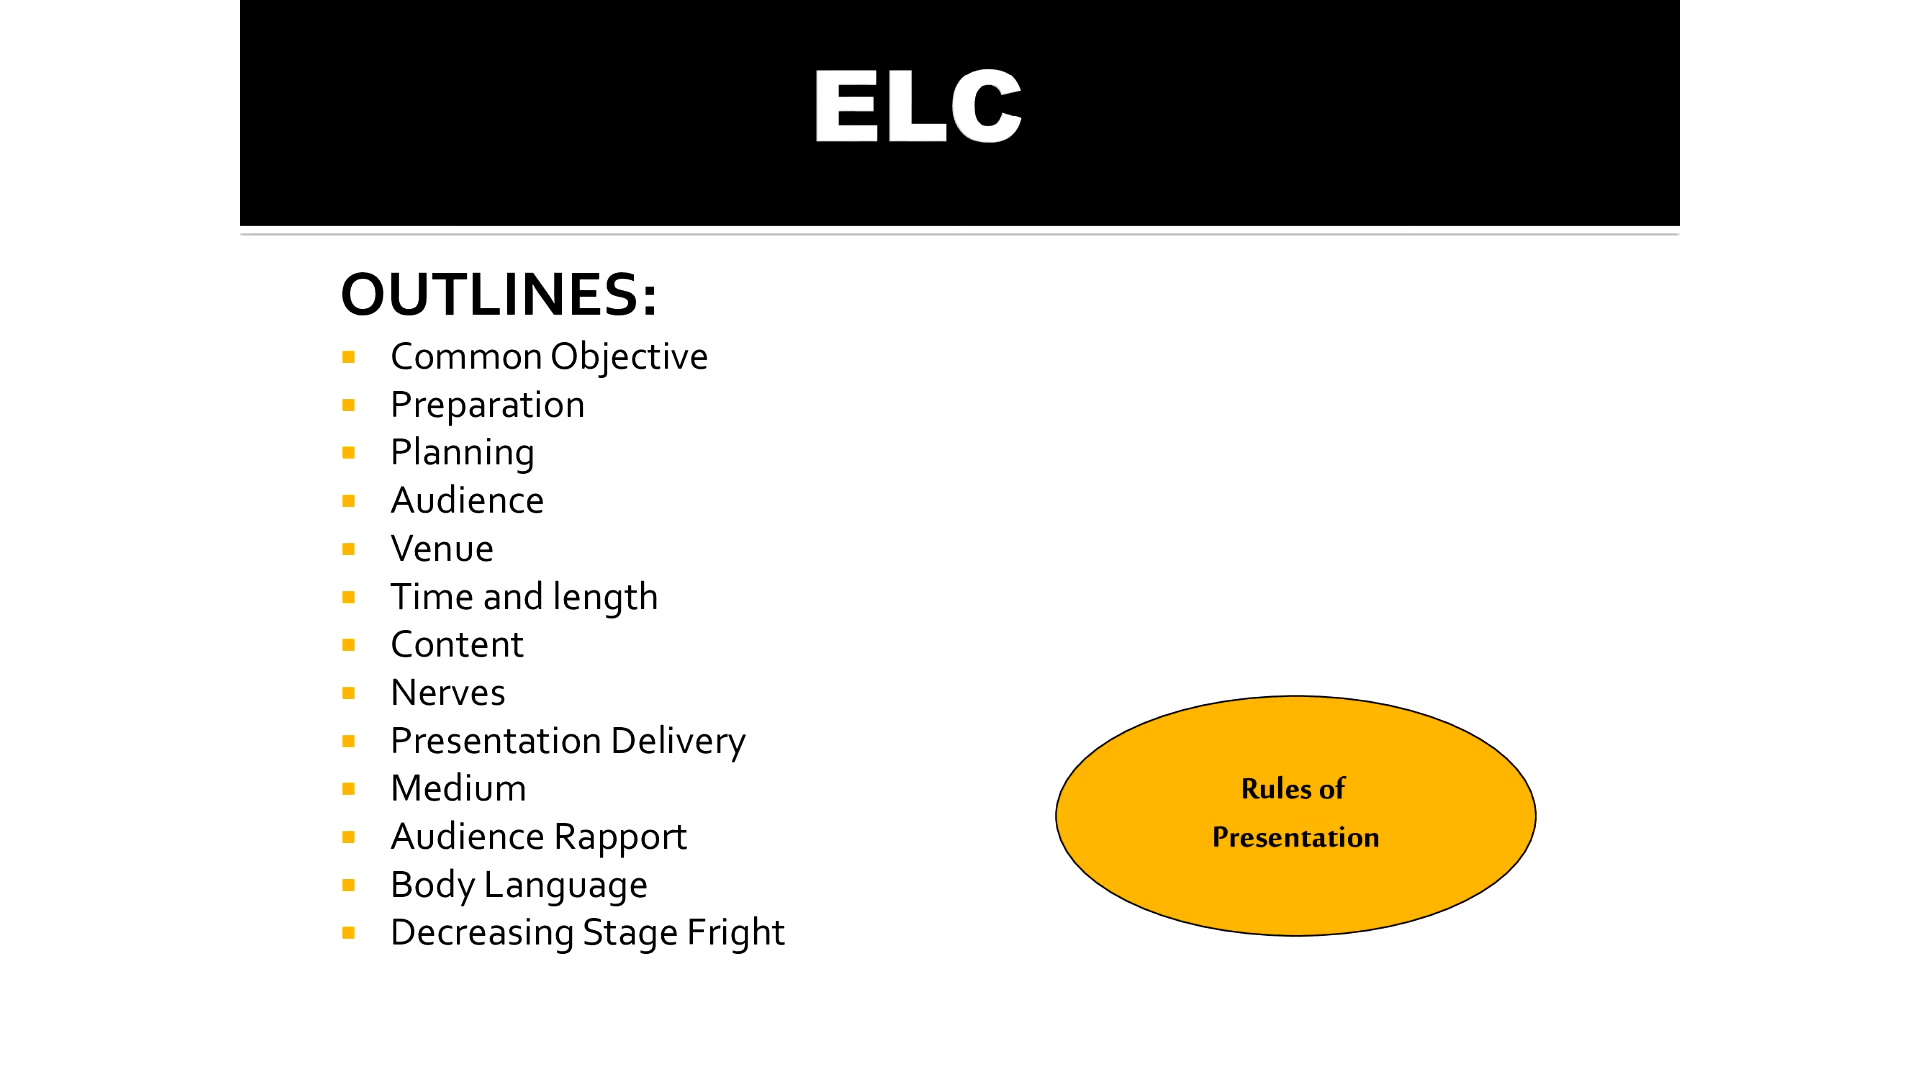 ELC
OUTLINES:
Common Objective
Preparation
Planning
Audience
Venue
Time and length
Content
Nerves
Presentation Delivery
Medium
Audience Rapport
Body Language
Decreasing Stage Fright
Rules of
Presentation